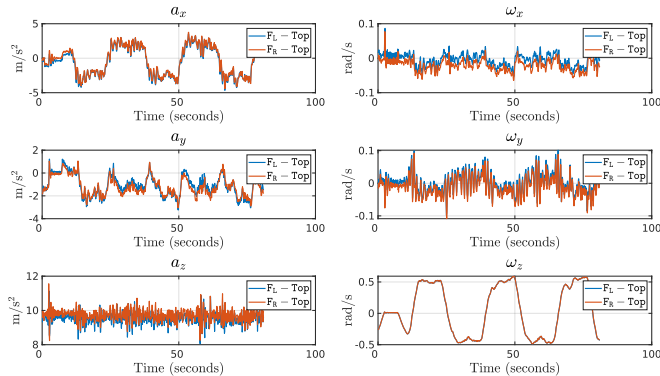 a_x
5
0
-5
m/s²
F_L − Top
F_R − Top
0 50 100
Time (seconds)
ω_x
0.1
0
-0.1
rad/s
F_L − Top
F_R − Top
0 50 100
Time (seconds)
a_y
2
0
-2
-4
m/s²
F_L − Top
F_R − Top
0 50 100
Time (seconds)
ω_y
0.1
0
-0.1
rad/s
F_L − Top
F_R − Top
0 50 100
Time (seconds)
a_z
12
10
8
m/s²
F_L − Top
F_R − Top
0 50 100
Time (seconds)
ω_z
0.5
0
-0.5
rad/s
F_L − Top
F_R − Top
0 50 100
Time (seconds)